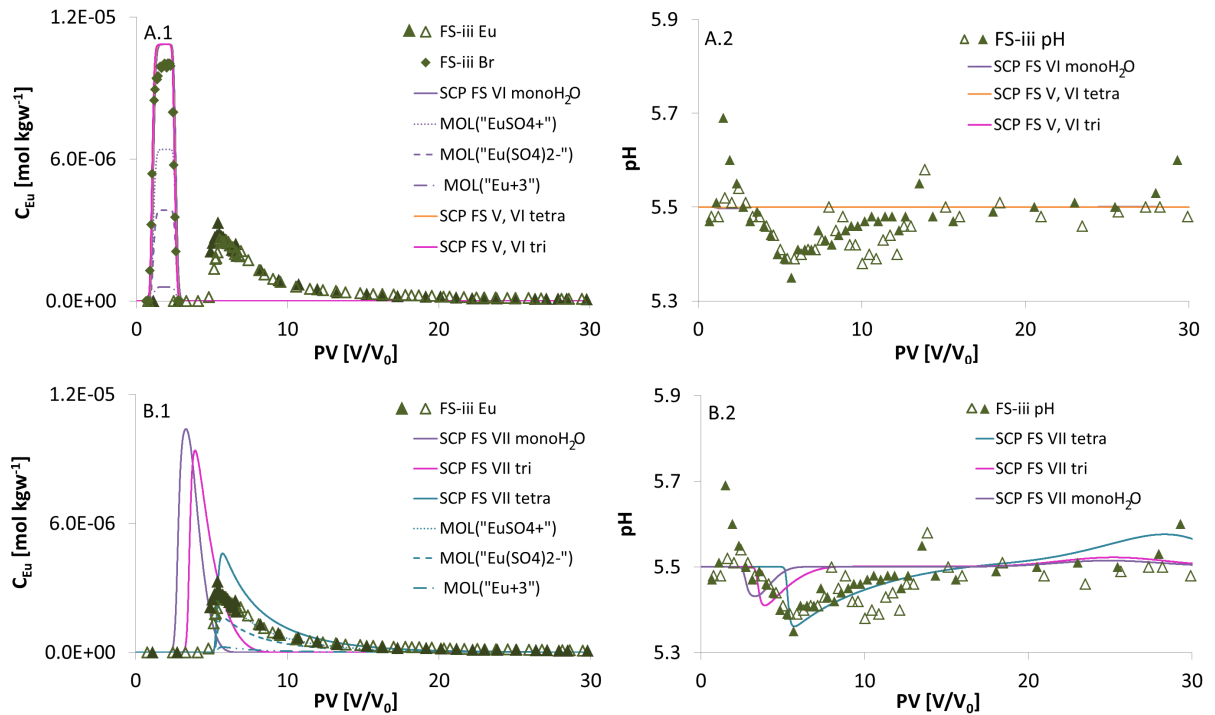 A.1
1.2E-05
6.0E-06
0.0E+00
C_Eu [mol kgw⁻¹]
0
10
20
30
PV [V/V₀]
FS-iii Eu
FS-iii Br
SCP FS VI monoH₂O
MOL("EuSO4+")
MOL("Eu(SO4)2-")
MOL("Eu+3")
SCP FS V, VI tetra
SCP FS V, VI tri
A.2
5.9
5.7
5.5
5.3
pH
0
10
20
30
PV [V/V₀]
FS-iii pH
SCP FS VI monoH₂O
SCP FS V, VI tetra
SCP FS V, VI tri
B.1
1.2E-05
6.0E-06
0.0E+00
C_Eu [mol kgw⁻¹]
0
10
20
30
PV [V/V₀]
FS-iii Eu
SCP FS VII monoH₂O
SCP FS VII tri
SCP FS VII tetra
MOL("EuSO4+")
MOL("Eu(SO4)2-")
MOL("Eu+3")
B.2
5.9
5.7
5.5
5.3
pH
0
10
20
30
PV [V/V₀]
FS-iii pH
SCP FS VII tetra
SCP FS VII tri
SCP FS VII monoH₂O